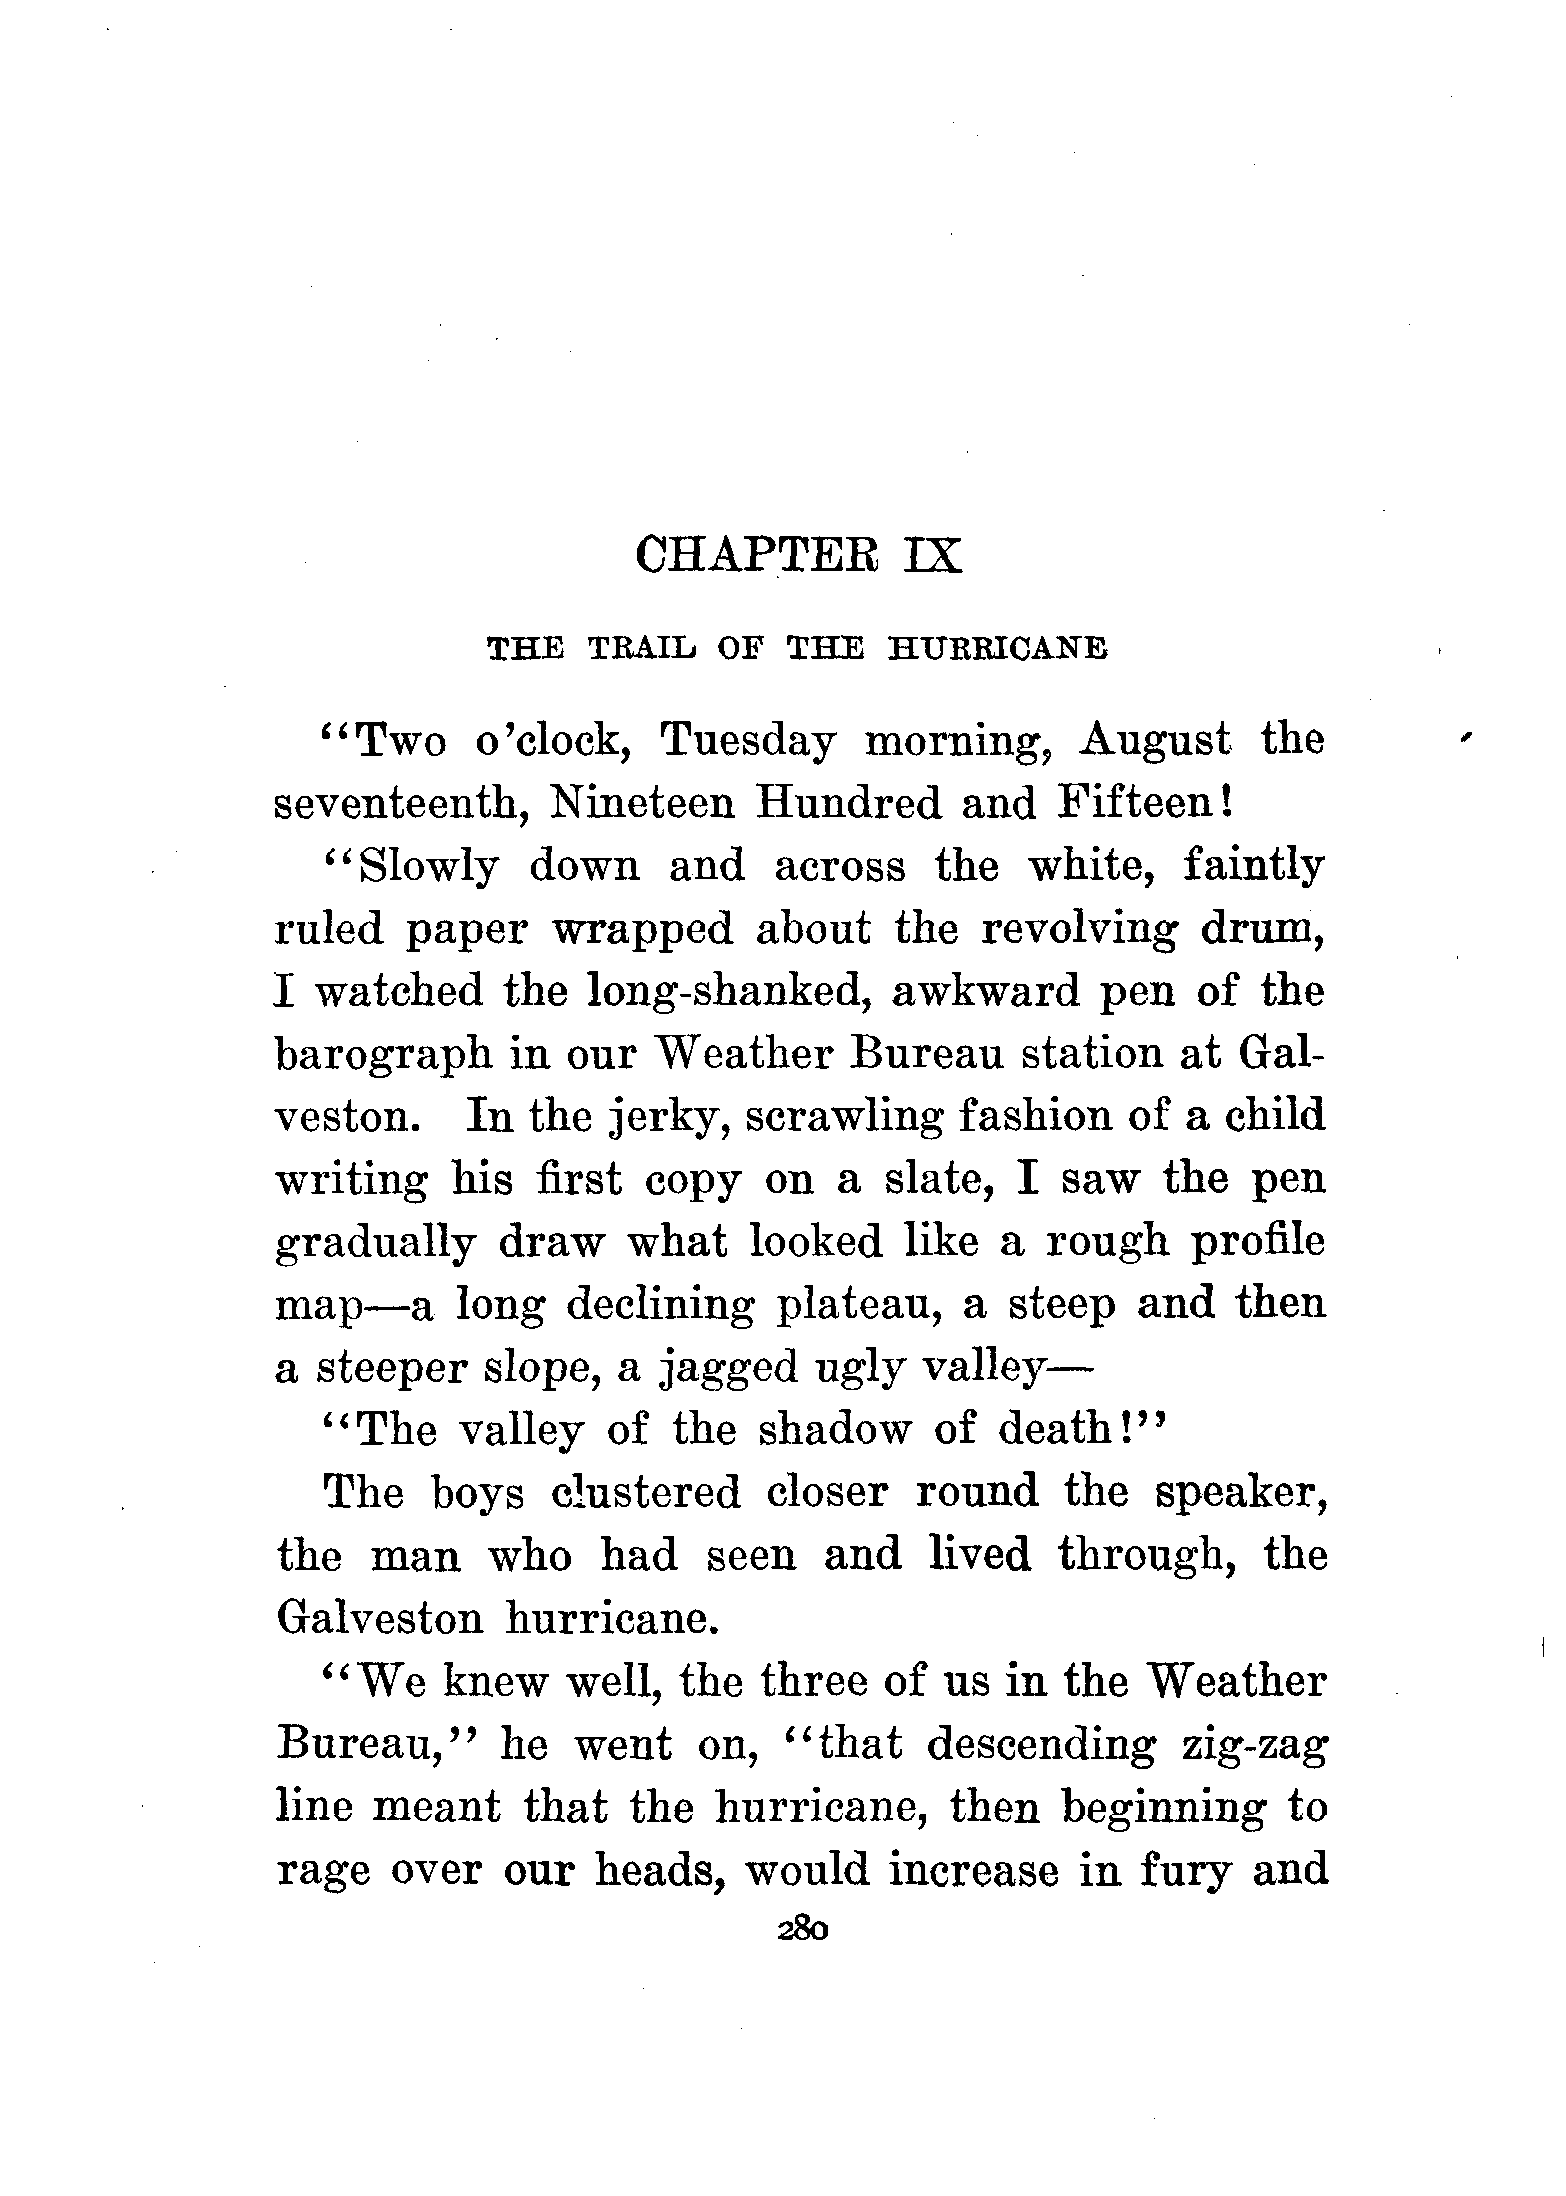 CHAPTER IX
THE TRAIL OF THE HURRICANE
“Two o’clock, Tuesday morning, August the
seventeenth, Nineteen Hundred and Fifteen!
“Slowly down and across the white, faintly
ruled paper wrapped about the revolving drum,
I watched the long-shanked, awkward pen of the
barograph in our Weather Bureau station at Gal-
veston. In the jerky, scrawling fashion of a child
writing his first copy on a slate, I saw the pen
gradually draw what looked like a rough profile
map—a long declining plateau, a steep and then
a steeper slope, a jagged ugly valley—
“The valley of the shadow of death!”
The boys clustered closer round the speaker,
the man who had seen and lived through, the
Galveston hurricane.
“We knew well, the three of us in the Weather
Bureau,” he went on, “that descending zig-zag
line meant that the hurricane, then beginning to
rage over our heads, would increase in fury and
280